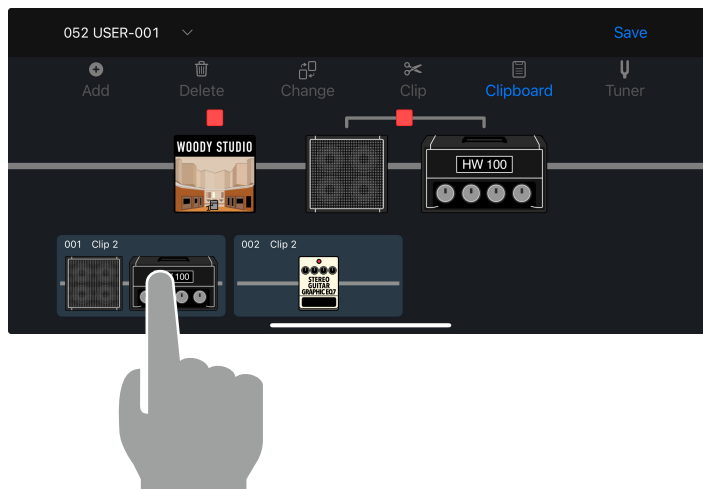 052 USER-001
Save
Add
Delete
Change
Clip
Clipboard
Tuner
WOODY STUDIO
HW 100
001 Clip 2
002 Clip 2
100
STEREO
GUITAR
GRAPHIC EQ7